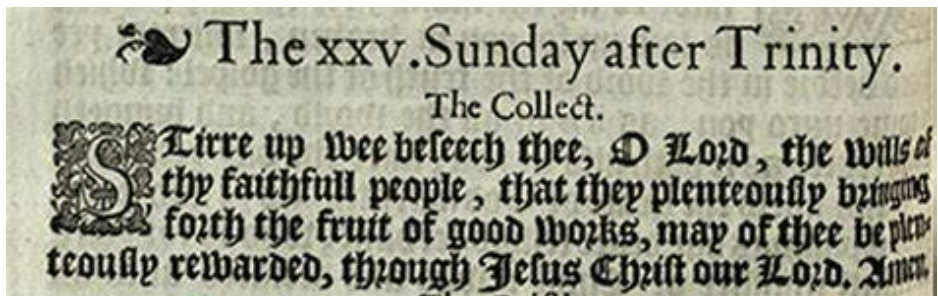 The xxv. Sunday after Trinity.
The Collect.
STirre up wee beseech thee, O Lord, the wills of
thy faithfull people, that they plenteously bringing
forth the fruit of good works, may of thee be plen-
teously rewarded, through Jesus Christ our Lord. Amen.